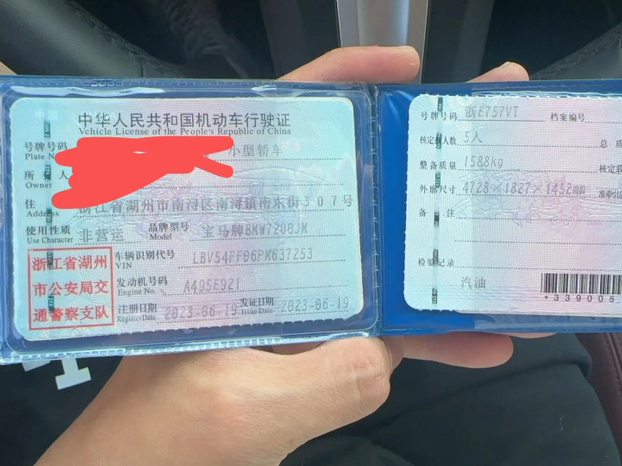 中华人民共和国机动车行驶证
Vehicle License of the People's Republic of China
号牌号码 小型轿车
Plate No.
所有人
Owner
住 浙江省湖州市南浔区南浔镇南东街307号
Address
使用性质 非营运 品牌型号 宝马牌BMW7200JM
Use Character Model
浙江省湖州
市公安局交
通警察支队
车辆识别代号 LBV54FF06PM637253
VIN
发动机号码 A495E921
Engine No.
注册日期 2023-06-19 发证日期 2023-06-19
Register Date Issue Date
号牌号码 浙E757VT 档案编号
核定载人数 5人 总质
整备质量 1588kg 核定载
外廓尺寸 4728×1827×1452mm 准牵引
备注
检验记录
汽油
*339005